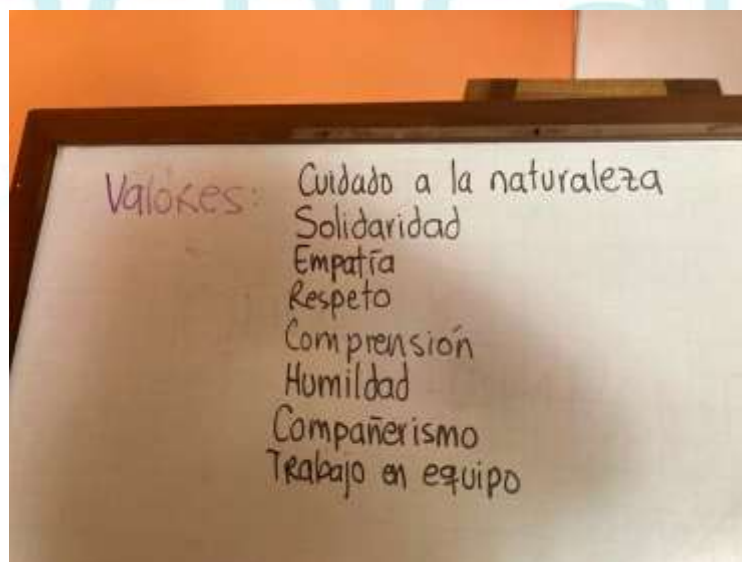 Valores: Cuidado a la naturaleza
Solidaridad
Empatía
Respeto
Comprensión
Humildad
Compañerismo
Trabajo en equipo